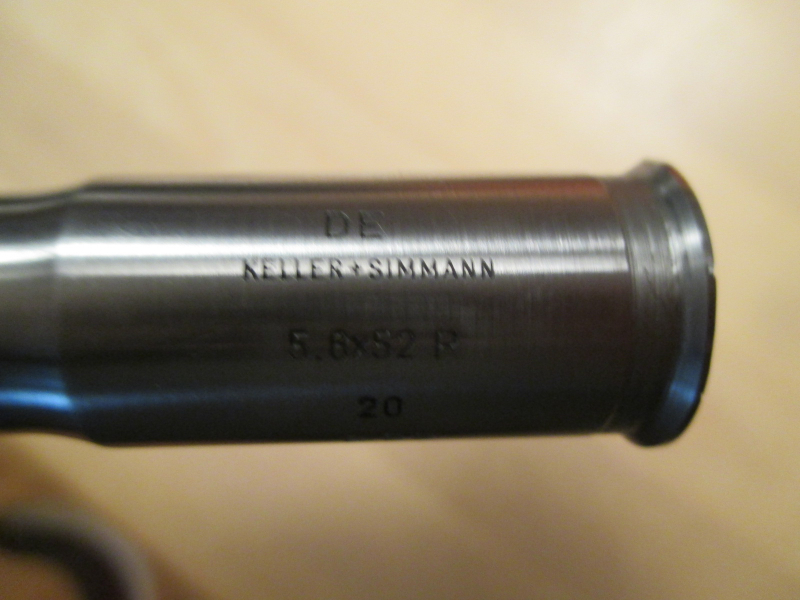 DE
KELLER+SIMMANN
5,6x52 R
20